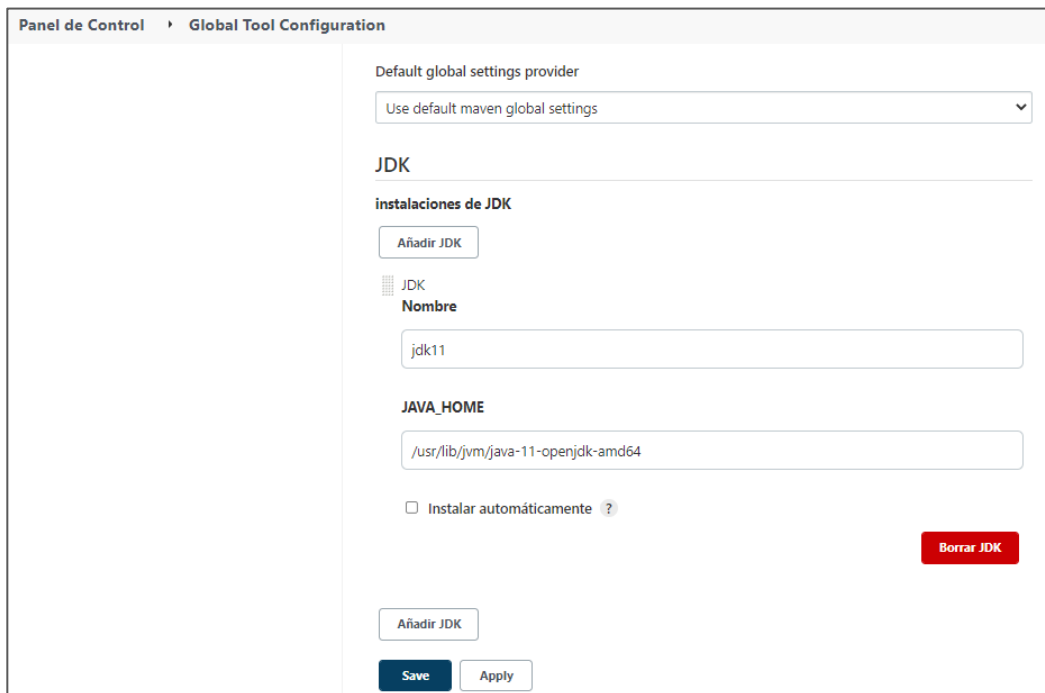 Panel de Control ▸ Global Tool Configuration
Default global settings provider
Use default maven global settings
JDK
instalaciones de JDK
Añadir JDK
JDK
Nombre
jdk11
JAVA_HOME
/usr/lib/jvm/java-11-openjdk-amd64
Instalar automáticamente ?
Borrar JDK
Añadir JDK
Save Apply